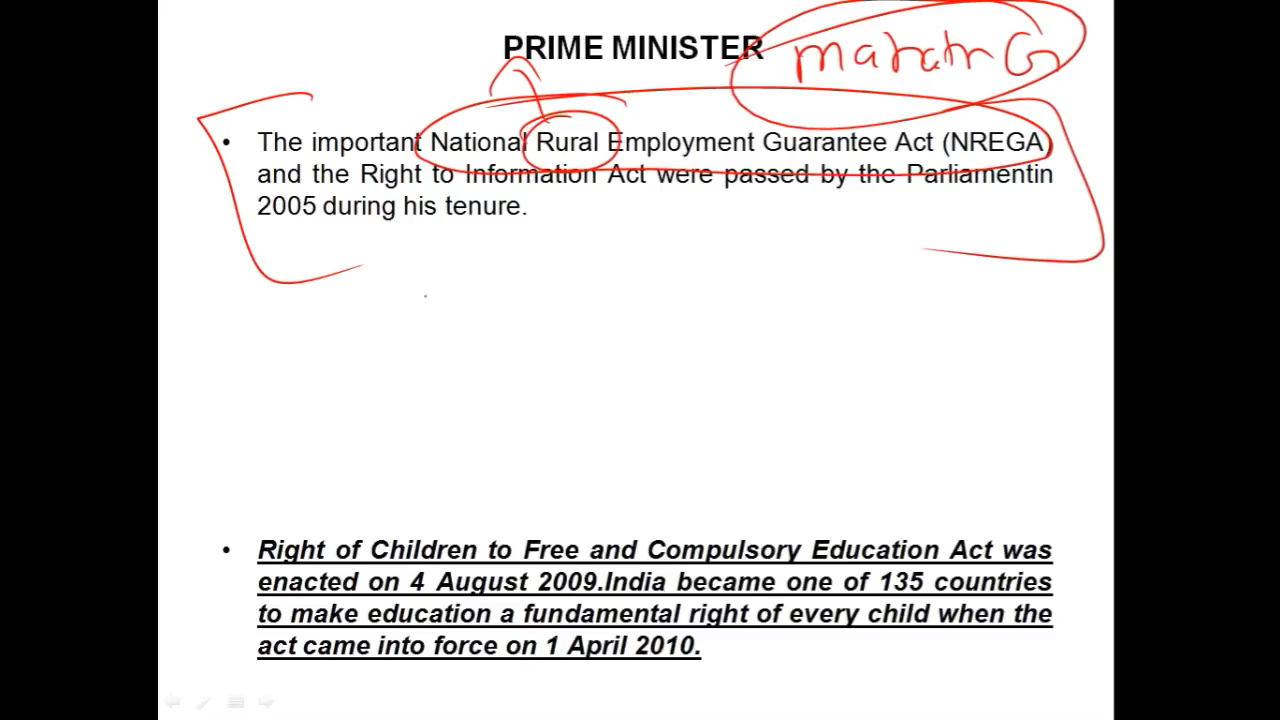 PRIME MINISTER
• The important National Rural Employment Guarantee Act (NREGA)
and the Right to Information Act were passed by the Parliamentin
2005 during his tenure.
• Right of Children to Free and Compulsory Education Act was
enacted on 4 August 2009.India became one of 135 countries
to make education a fundamental right of every child when the
act came into force on 1 April 2010.